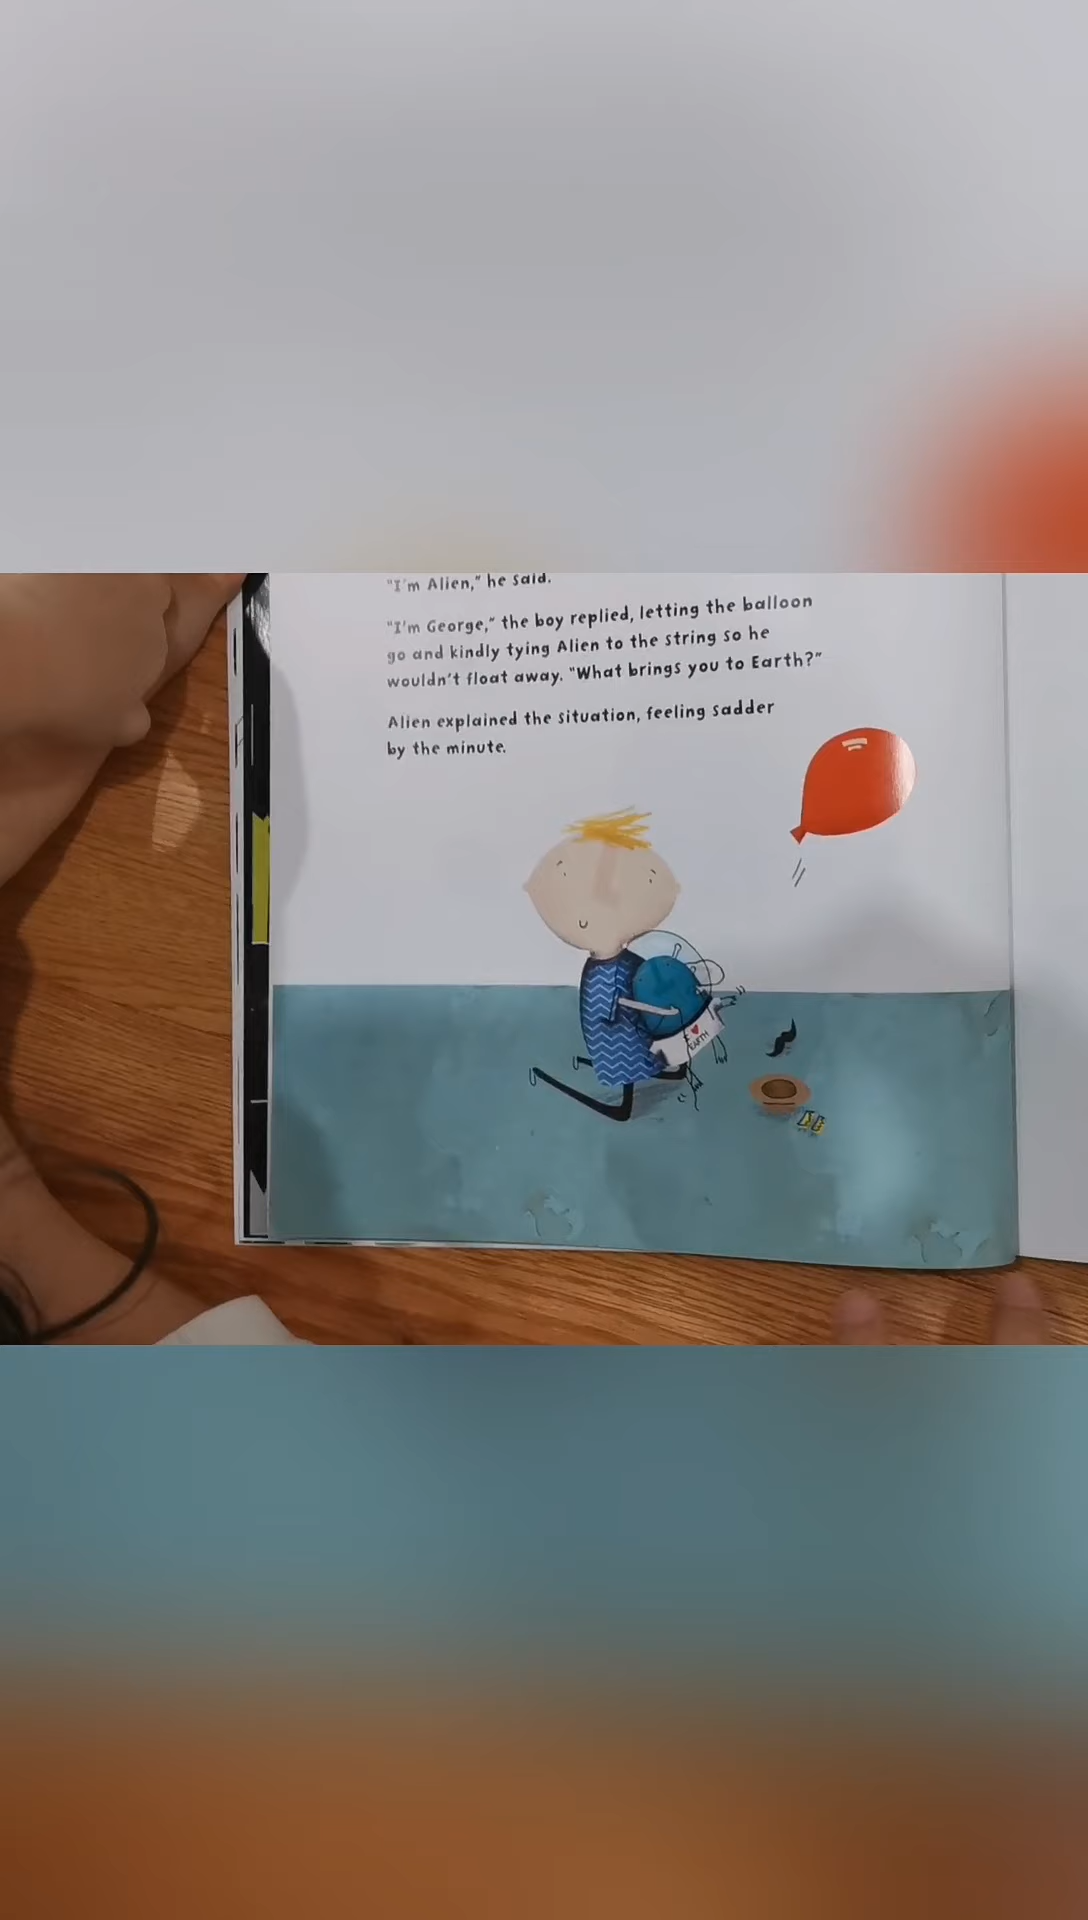 "I'm Alien," he said.
"I'm George," the boy replied, letting the balloon
go and kindly tying Alien to the string so he
wouldn't float away. "What brings you to Earth?"
Alien explained the situation, feeling sadder
by the minute.
I ♥
EARTH